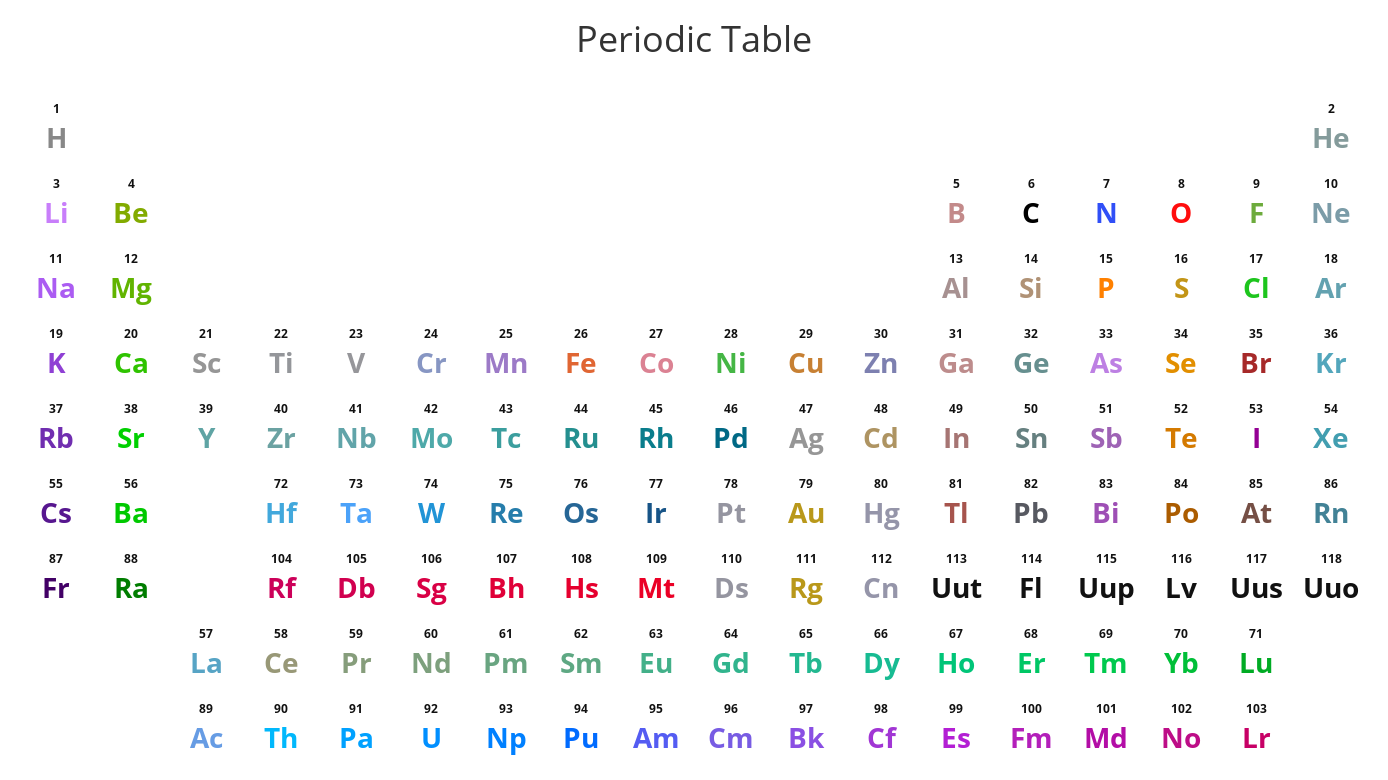 Periodic Table
1 2
H He
3 4 5 6 7 8 9 10
Li Be B C N O F Ne
11 12 13 14 15 16 17 18
Na Mg Al Si P S Cl Ar
19 20 21 22 23 24 25 26 27 28 29 30 31 32 33 34 35 36
K Ca Sc Ti V Cr Mn Fe Co Ni Cu Zn Ga Ge As Se Br Kr
37 38 39 40 41 42 43 44 45 46 47 48 49 50 51 52 53 54
Rb Sr Y Zr Nb Mo Tc Ru Rh Pd Ag Cd In Sn Sb Te I Xe
55 56 72 73 74 75 76 77 78 79 80 81 82 83 84 85 86
Cs Ba Hf Ta W Re Os Ir Pt Au Hg Tl Pb Bi Po At Rn
87 88 104 105 106 107 108 109 110 111 112 113 114 115 116 117 118
Fr Ra Rf Db Sg Bh Hs Mt Ds Rg Cn Uut Fl Uup Lv Uus Uuo
57 58 59 60 61 62 63 64 65 66 67 68 69 70 71
La Ce Pr Nd Pm Sm Eu Gd Tb Dy Ho Er Tm Yb Lu
89 90 91 92 93 94 95 96 97 98 99 100 101 102 103
Ac Th Pa U Np Pu Am Cm Bk Cf Es Fm Md No Lr